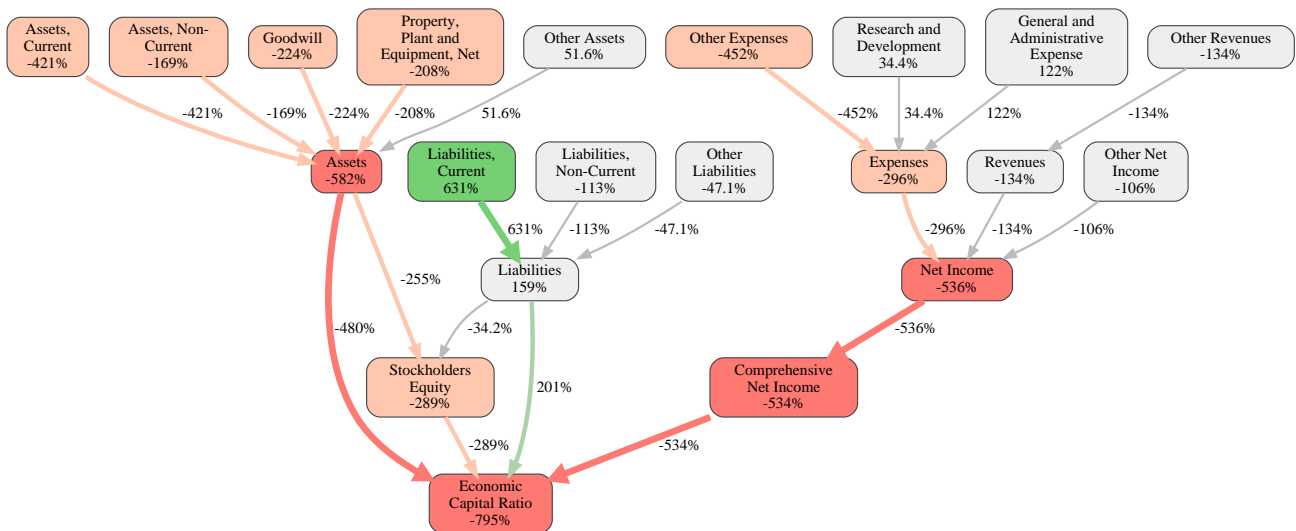 Assets,
Current
-421%
Assets, Non-
Current
-169%
Goodwill
-224%
Property,
Plant and
Equipment, Net
-208%
Other Assets
51.6%
Other Expenses
-452%
Research and
Development
34.4%
General and
Administrative
Expense
122%
Other Revenues
-134%
-421%
-169%
-224%
-208%
51.6%
-452%
34.4%
122%
-134%
Assets
-582%
Liabilities,
Current
631%
Liabilities,
Non-Current
-113%
Other
Liabilities
-47.1%
Expenses
-296%
Revenues
-134%
Other Net
Income
-106%
-255%
631%
-113%
-47.1%
-296%
-134%
-106%
Liabilities
159%
Net Income
-536%
-480%
-34.2%
201%
-536%
Stockholders
Equity
-289%
Comprehensive
Net Income
-534%
-289%
-534%
Economic
Capital Ratio
-795%